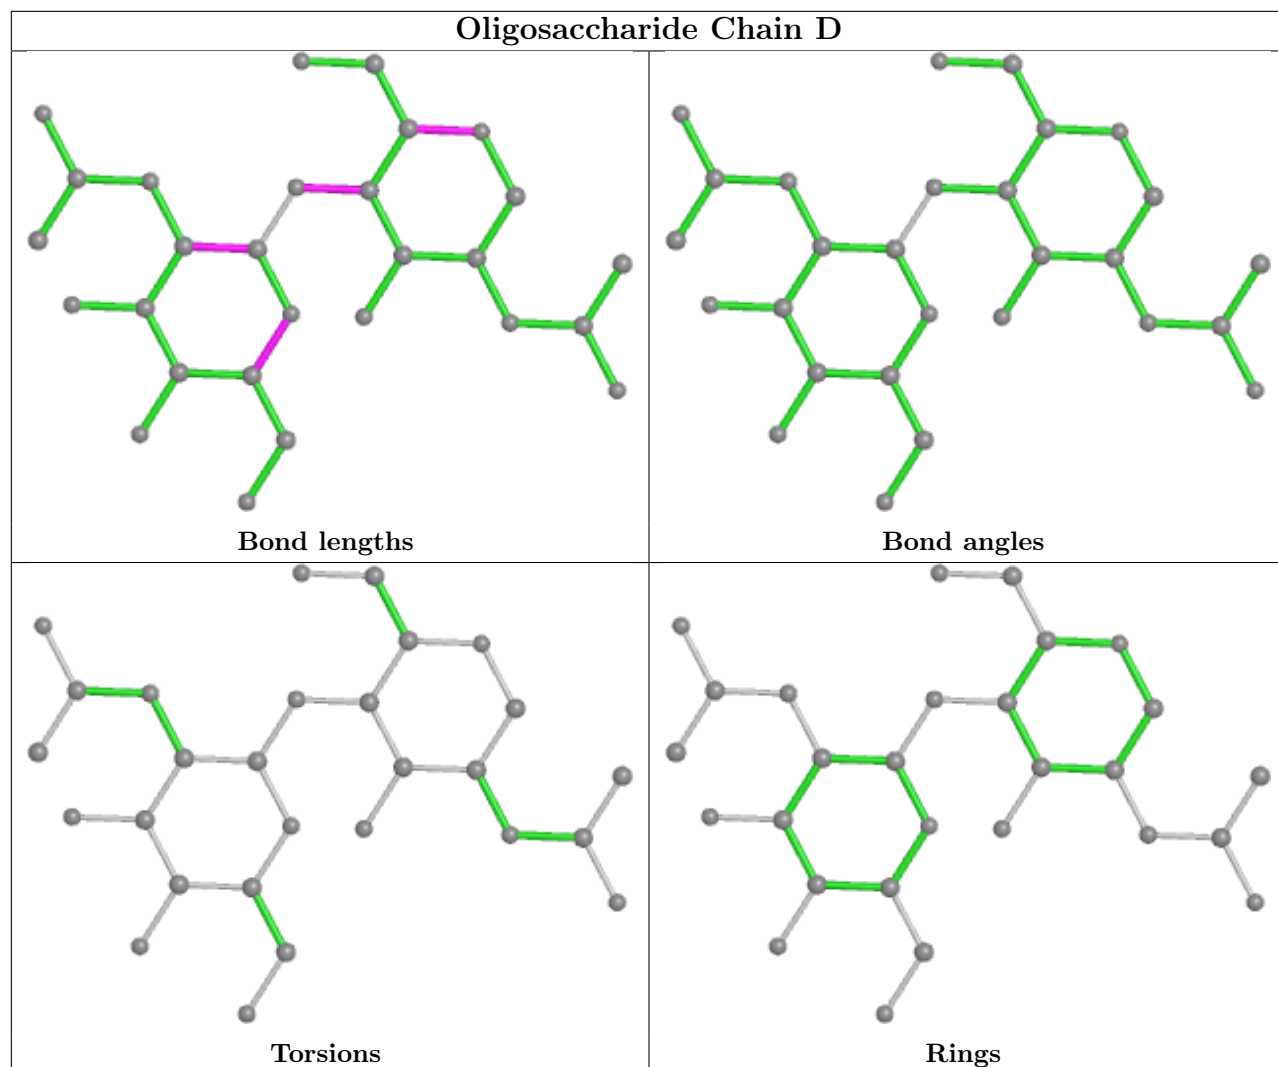 Oligosaccharide Chain D
Bond lengths
Bond angles
Torsions
Rings